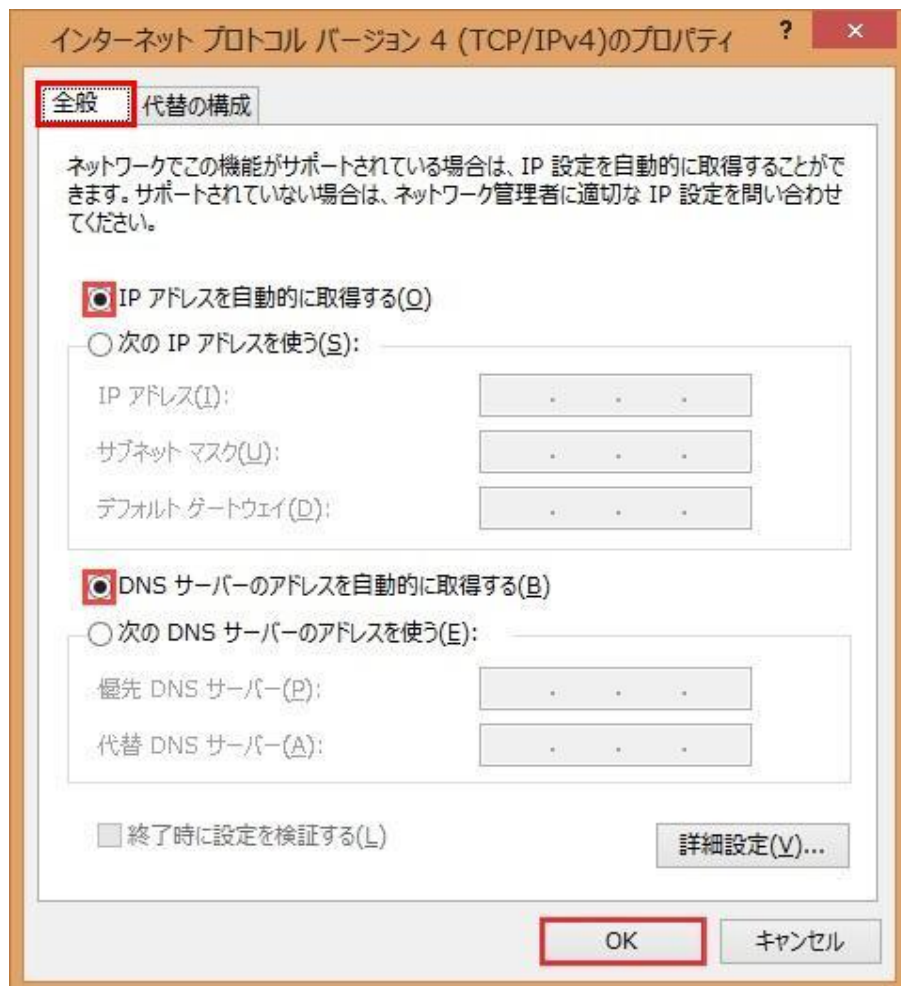 インターネット プロトコル バージョン 4 (TCP/IPv4)のプロパティ ? ×
全般 代替の構成
ネットワークでこの機能がサポートされている場合は、IP 設定を自動的に取得することがで
きます。サポートされていない場合は、ネットワーク管理者に適切な IP 設定を問い合わせ
てください。
IP アドレスを自動的に取得する(O)
次の IP アドレスを使う(S):
IP アドレス(I): . . .
サブネット マスク(U): . . .
デフォルト ゲートウェイ(D): . . .
DNS サーバーのアドレスを自動的に取得する(B)
次の DNS サーバーのアドレスを使う(E):
優先 DNS サーバー(P): . . .
代替 DNS サーバー(A): . . .
終了時に設定を検証する(L)
詳細設定(V)...
OK キャンセル